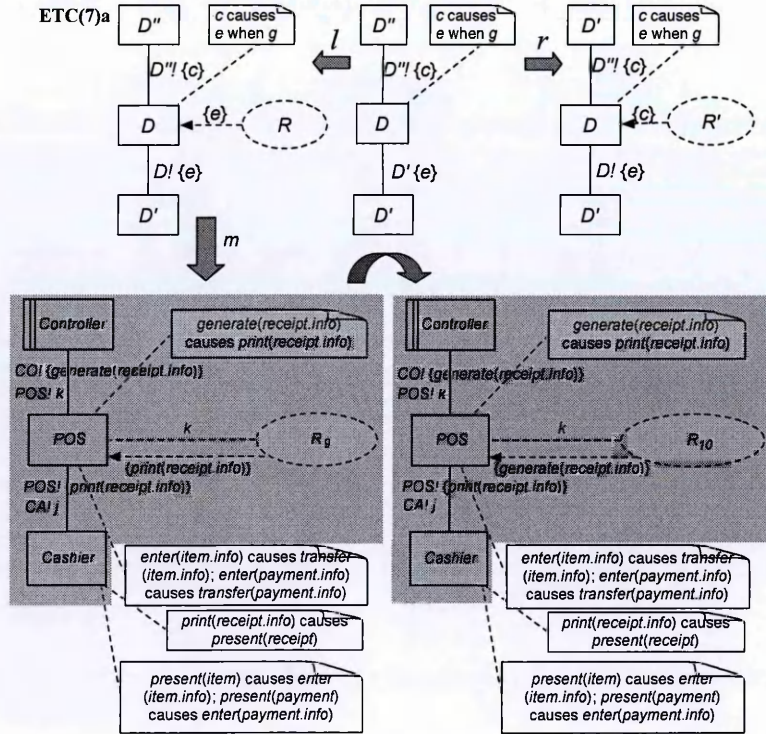 ETC(7)a
D''
c causes
e when g
D''! {c}
D
{e}
R
D! {e}
D'
l
D''
c causes
e when g
D''! {c}
D
D' {e}
D'
r
D'
c causes
e when g
D''! {c}
D
{c}
R'
D! {e}
D'
m
Controller
generate(receipt.info)
causes print(receipt.info)
CO! {generate(receipt.info)}
POS! k
POS
k
R9
{print(receipt.info)}
POS! {print(receipt.info)}
CA! j
Cashier
enter(item.info) causes transfer
(item.info); enter(payment.info)
causes transfer(payment.info)
print(receipt.info) causes
present(receipt)
present(item) causes enter
(item.info); present(payment)
causes enter(payment.info)
Controller
generate(receipt.info)
causes print(receipt.info)
CO! {generate(receipt.info)}
POS! k
POS
k
R10
{generate(receipt.info)}
POS! {print(receipt.info)}
CA! j
Cashier
enter(item.info) causes transfer
(item.info); enter(payment.info)
causes transfer(payment.info)
print(receipt.info) causes
present(receipt)
present(item) causes enter
(item.info); present(payment)
causes enter(payment.info)